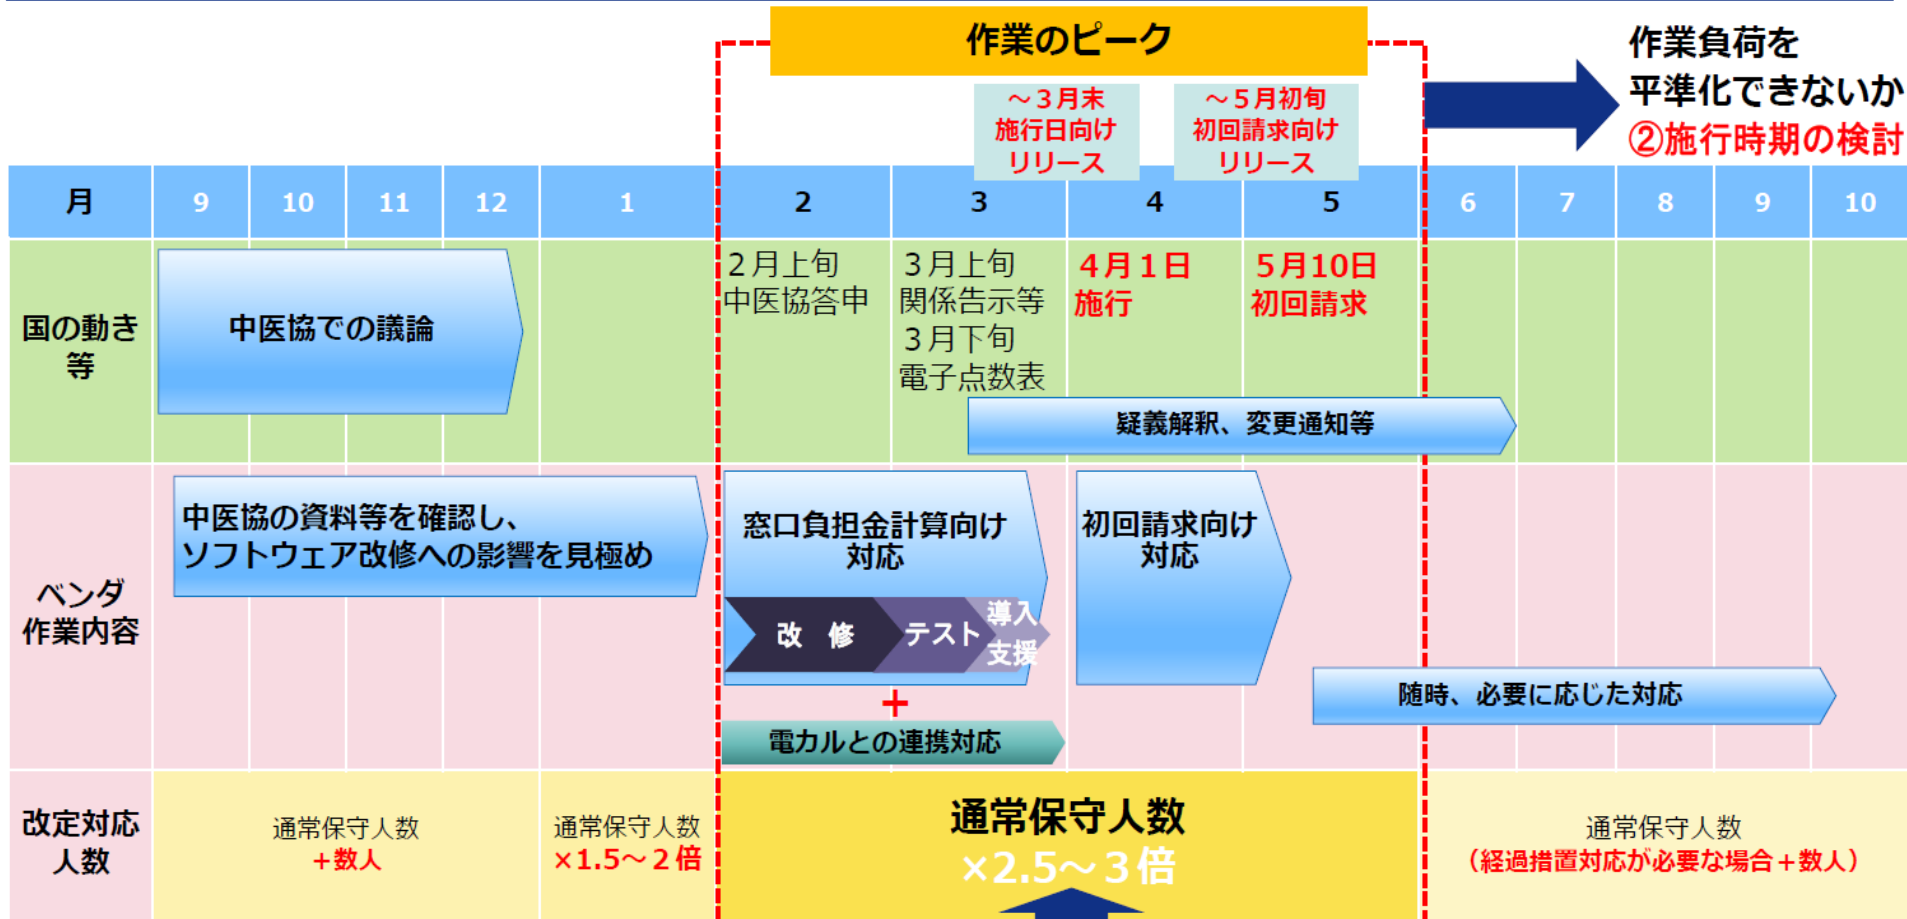 作業のピーク
作業負荷を
平準化できないか
②施行時期の検討
～３月末
施行日向け
リリース
～５月初旬
初回請求向け
リリース
月
9
10
11
12
1
2
3
4
5
6
7
8
9
10
国の動き
等
中医協での議論
２月上旬
中医協答申
３月上旬
関係告示等
３月下旬
電子点数表
４月１日
施行
５月10日
初回請求
疑義解釈、変更通知等
ベンダ
作業内容
中医協の資料等を確認し、
ソフトウェア改修への影響を見極め
窓口負担金計算向け
対応
改　修
テスト
導入
支援
+
電カルとの連携対応
初回請求向け
対応
随時、必要に応じた対応
改定対応
人数
通常保守人数
+数人
通常保守人数
×1.5～２倍
通常保守人数
×2.5～３倍
通常保守人数
（経過措置対応が必要な場合+数人）